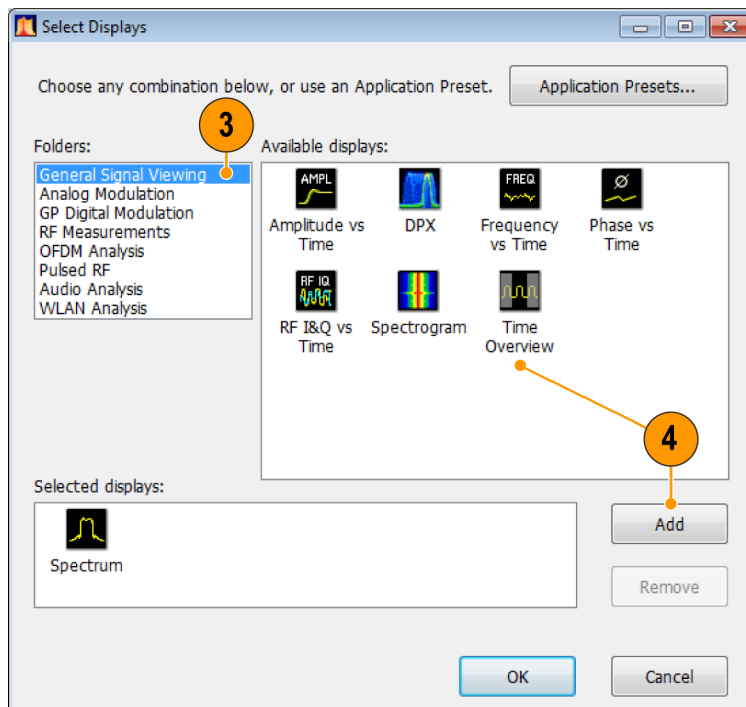 Select Displays
Choose any combination below, or use an Application Preset.
Application Presets...
3
Folders:
General Signal Viewing
Analog Modulation
GP Digital Modulation
RF Measurements
OFDM Analysis
Pulsed RF
Audio Analysis
WLAN Analysis
Available displays:
AMPL
Amplitude vs
Time
DPX
FREQ
Frequency
vs Time
Ø
Phase vs
Time
RF IQ
RF I&Q vs
Time
Spectrogram
Time
Overview
4
Selected displays:
Spectrum
Add
Remove
OK
Cancel